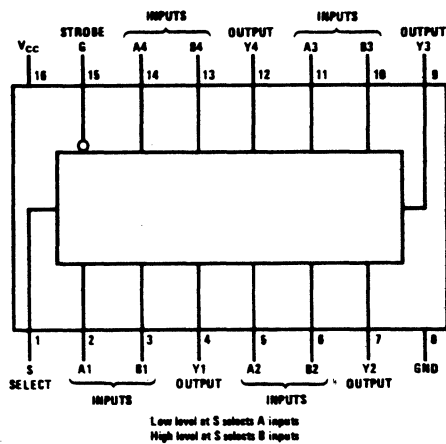 INPUTS INPUTS
STROBE OUTPUT OUTPUT
VCC G A4 B4 Y4 A3 B3 Y3
16 15 14 13 12 11 10 9
1 2 3 4 5 6 7 8
S A1 B1 Y1 A2 B2 Y2 GND
SELECT OUTPUT OUTPUT
INPUTS INPUTS
Low level at S selects A inputs
High level at S selects B inputs